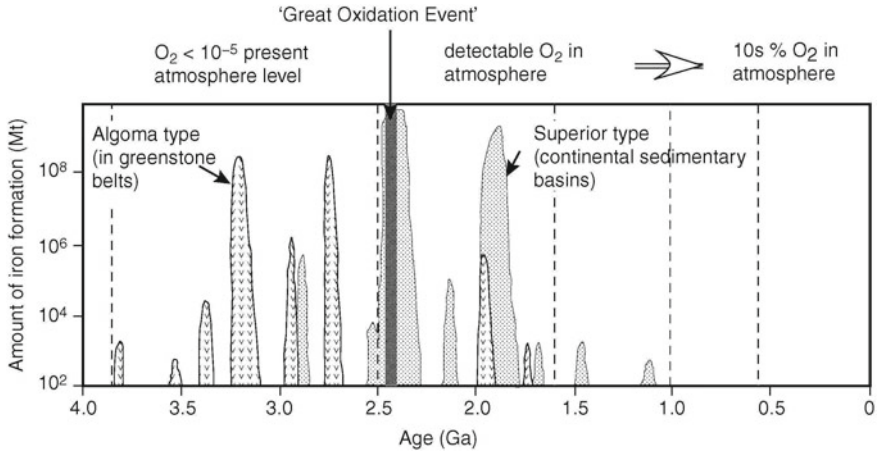 ‘Great Oxidation Event’
O₂ < 10⁻⁵ present
atmosphere level
detectable O₂ in
atmosphere
10s % O₂ in
atmosphere
Algoma type
(in greenstone
belts)
Superior type
(continental sedimentary
basins)
Amount of iron formation (Mt)
10⁸
10⁶
10⁴
10²
4.0 3.5 3.0 2.5 2.0 1.5 1.0 0.5 0
Age (Ga)